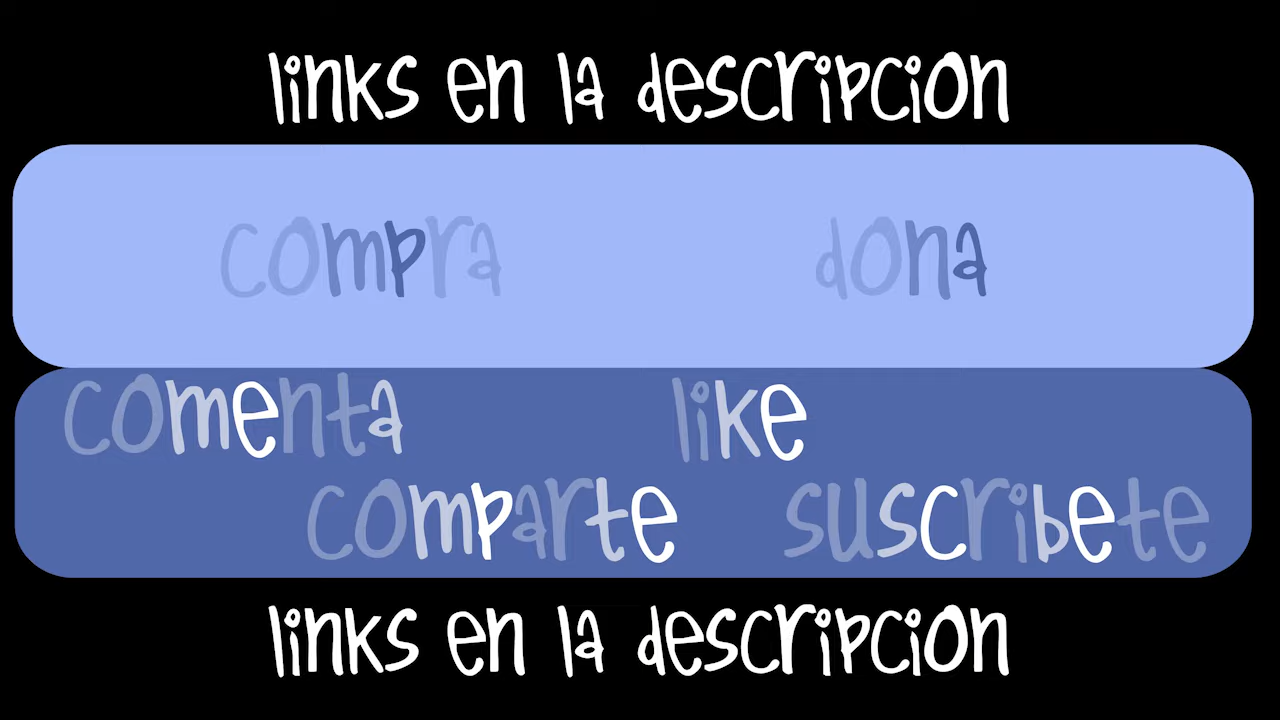 links en la descripcion
compra dona
comenta like
comparte suscribete
links en la descripcion